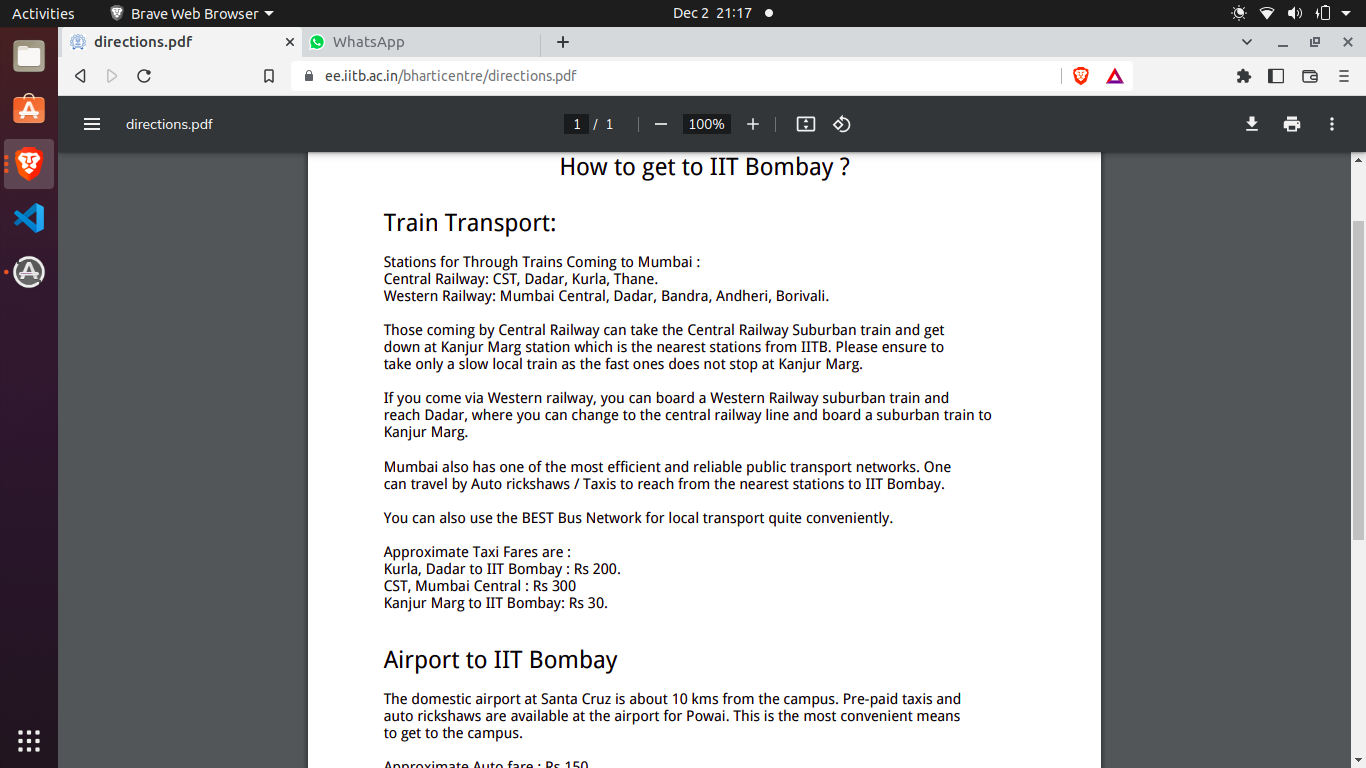 Activities
Brave Web Browser
Dec 2 21:17
directions.pdf
WhatsApp
ee.iitb.ac.in/bharticentre/directions.pdf
directions.pdf
1 / 1
100%
How to get to IIT Bombay ?
Train Transport:
Stations for Through Trains Coming to Mumbai :
Central Railway: CST, Dadar, Kurla, Thane.
Western Railway: Mumbai Central, Dadar, Bandra, Andheri, Borivali.
Those coming by Central Railway can take the Central Railway Suburban train and get
down at Kanjur Marg station which is the nearest stations from IITB. Please ensure to
take only a slow local train as the fast ones does not stop at Kanjur Marg.
If you come via Western railway, you can board a Western Railway suburban train and
reach Dadar, where you can change to the central railway line and board a suburban train to
Kanjur Marg.
Mumbai also has one of the most efficient and reliable public transport networks. One
can travel by Auto rickshaws / Taxis to reach from the nearest stations to IIT Bombay.
You can also use the BEST Bus Network for local transport quite conveniently.
Approximate Taxi Fares are :
Kurla, Dadar to IIT Bombay : Rs 200.
CST, Mumbai Central : Rs 300
Kanjur Marg to IIT Bombay: Rs 30.
Airport to IIT Bombay
The domestic airport at Santa Cruz is about 10 kms from the campus. Pre-paid taxis and
auto rickshaws are available at the airport for Powai. This is the most convenient means
to get to the campus.
Approximate Auto fare : Rs 150